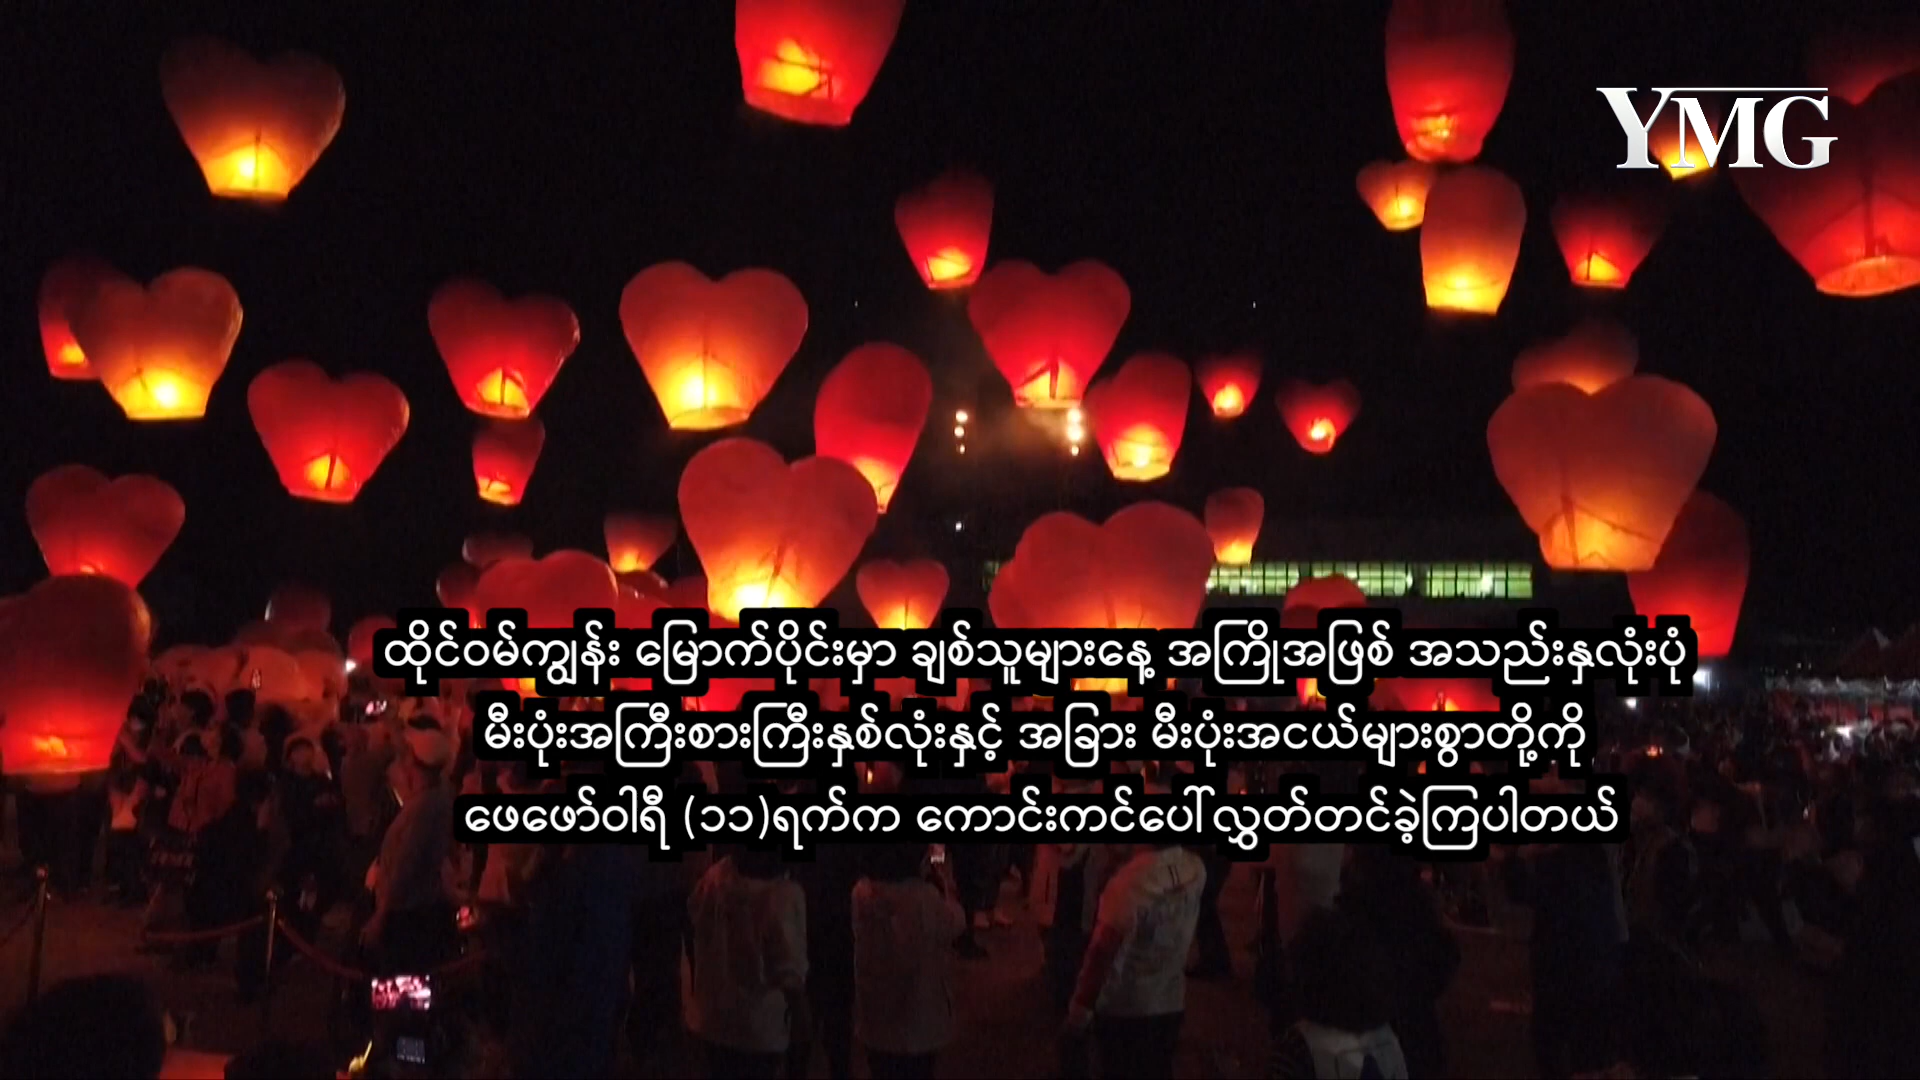 YMG
ထိုင်ဝမ်ကျွန်း မြောက်ပိုင်းမှာ ချစ်သူများနေ့ အကြိုအဖြစ် အသည်းနှလုံးပုံ
မီးပုံးအကြီးစားကြီးနှစ်လုံးနှင့် အခြား မီးပုံးအငယ်များစွာတို့ကို
ဖေဖော်ဝါရီ (၁၁)ရက်က ကောင်းကင်ပေါ် လွှတ်တင်ခဲ့ကြပါတယ်